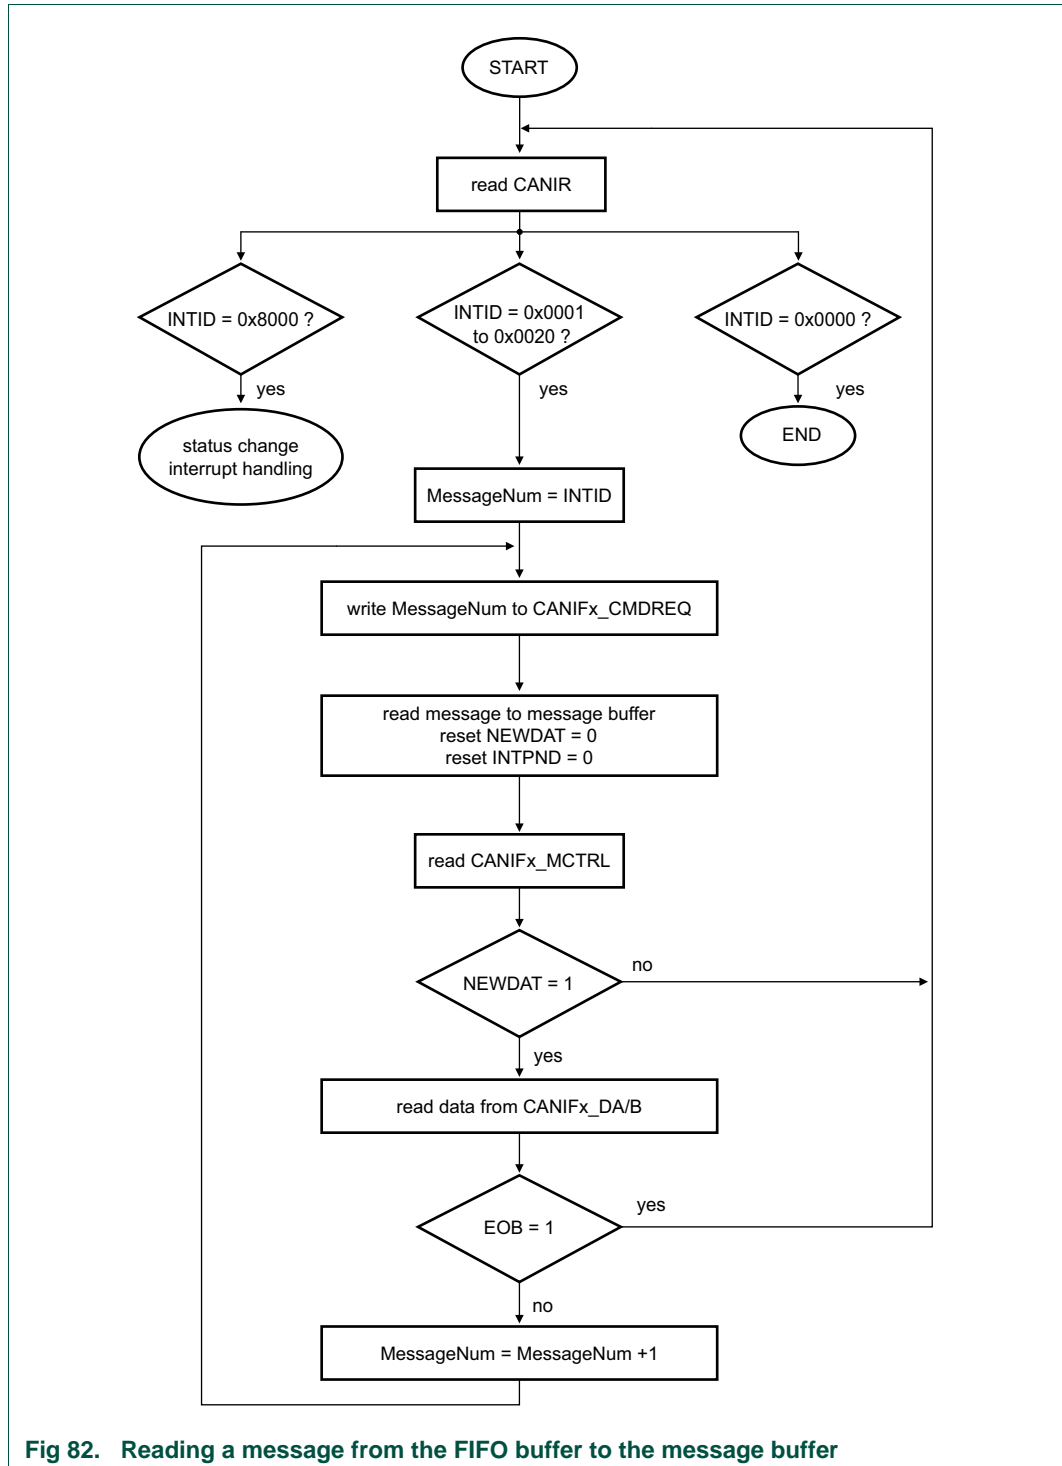 START
read CANIR
INTID = 0x8000 ?
INTID = 0x0001
to 0x0020 ?
INTID = 0x0000 ?
yes
yes
yes
status change
interrupt handling
END
MessageNum = INTID
write MessageNum to CANIFx_CMDREQ
read message to message buffer
reset NEWDAT = 0
reset INTPND = 0
read CANIFx_MCTRL
NEWDAT = 1
no
yes
read data from CANIFx_DA/B
EOB = 1
yes
no
MessageNum = MessageNum +1
Fig 82. Reading a message from the FIFO buffer to the message buffer